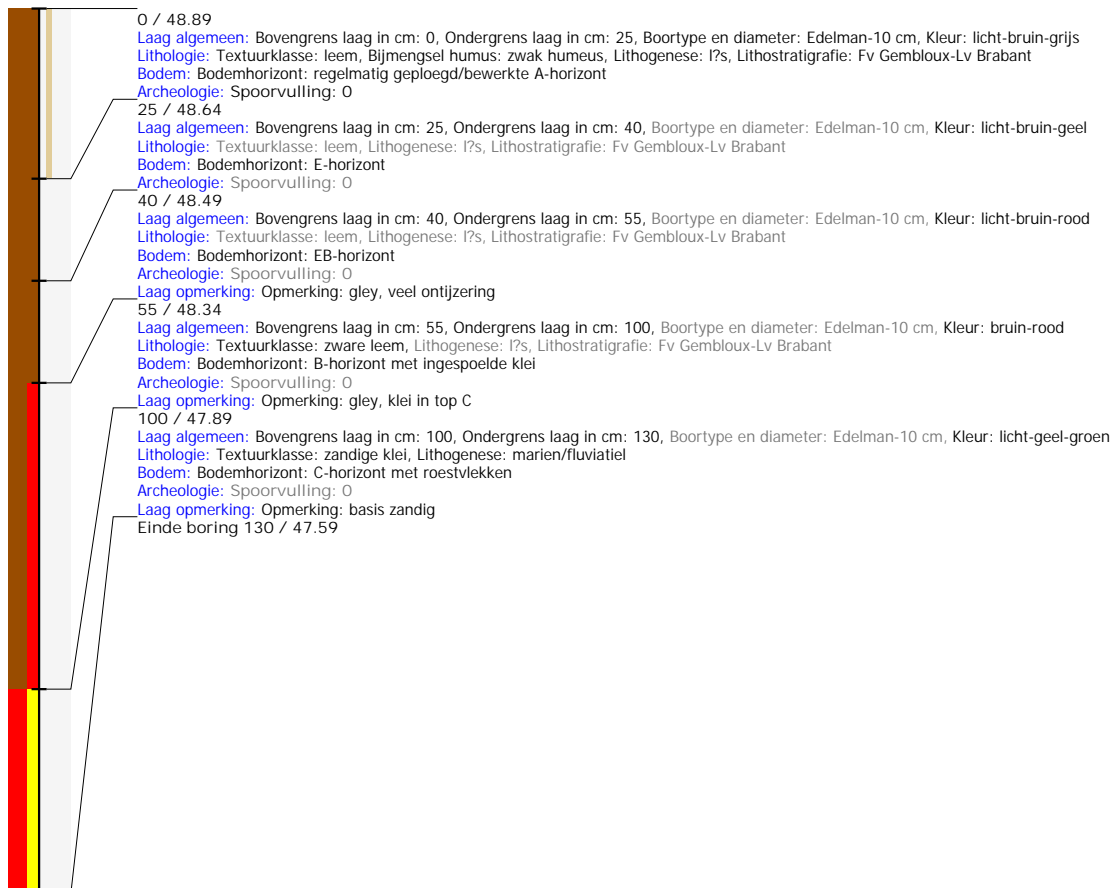 0 / 48.89
Laag algemeen: Bovengrens laag in cm: 0, Ondergrens laag in cm: 25, Boortype en diameter: Edelman-10 cm, Kleur: licht-bruin-grijs
Lithologie: Textuurklasse: leem, Bijmengsel humus: zwak humeus, Lithogenese: l?s, Lithostratigrafie: Fv Gembloux-Lv Brabant
Bodem: Bodemhorizont: regelmatig geploegd/bewerkte A-horizont
Archeologie: Spoorvulling: 0
25 / 48.64
Laag algemeen: Bovengrens laag in cm: 25, Ondergrens laag in cm: 40, Boortype en diameter: Edelman-10 cm, Kleur: licht-bruin-geel
Lithologie: Textuurklasse: leem, Lithogenese: l?s, Lithostratigrafie: Fv Gembloux-Lv Brabant
Bodem: Bodemhorizont: E-horizont
Archeologie: Spoorvulling: 0
40 / 48.49
Laag algemeen: Bovengrens laag in cm: 40, Ondergrens laag in cm: 55, Boortype en diameter: Edelman-10 cm, Kleur: licht-bruin-rood
Lithologie: Textuurklasse: leem, Lithogenese: l?s, Lithostratigrafie: Fv Gembloux-Lv Brabant
Bodem: Bodemhorizont: EB-horizont
Archeologie: Spoorvulling: 0
Laag opmerking: Opmerking: gley, veel ontijzering
55 / 48.34
Laag algemeen: Bovengrens laag in cm: 55, Ondergrens laag in cm: 100, Boortype en diameter: Edelman-10 cm, Kleur: bruin-rood
Lithologie: Textuurklasse: zware leem, Lithogenese: l?s, Lithostratigrafie: Fv Gembloux-Lv Brabant
Bodem: Bodemhorizont: B-horizont met ingespoelde klei
Archeologie: Spoorvulling: 0
Laag opmerking: Opmerking: gley, klei in top C
100 / 47.89
Laag algemeen: Bovengrens laag in cm: 100, Ondergrens laag in cm: 130, Boortype en diameter: Edelman-10 cm, Kleur: licht-geel-groen
Lithologie: Textuurklasse: zandige klei, Lithogenese: marien/fluviatiel
Bodem: Bodemhorizont: C-horizont met roestvlekken
Archeologie: Spoorvulling: 0
Laag opmerking: Opmerking: basis zandig
Einde boring 130 / 47.59